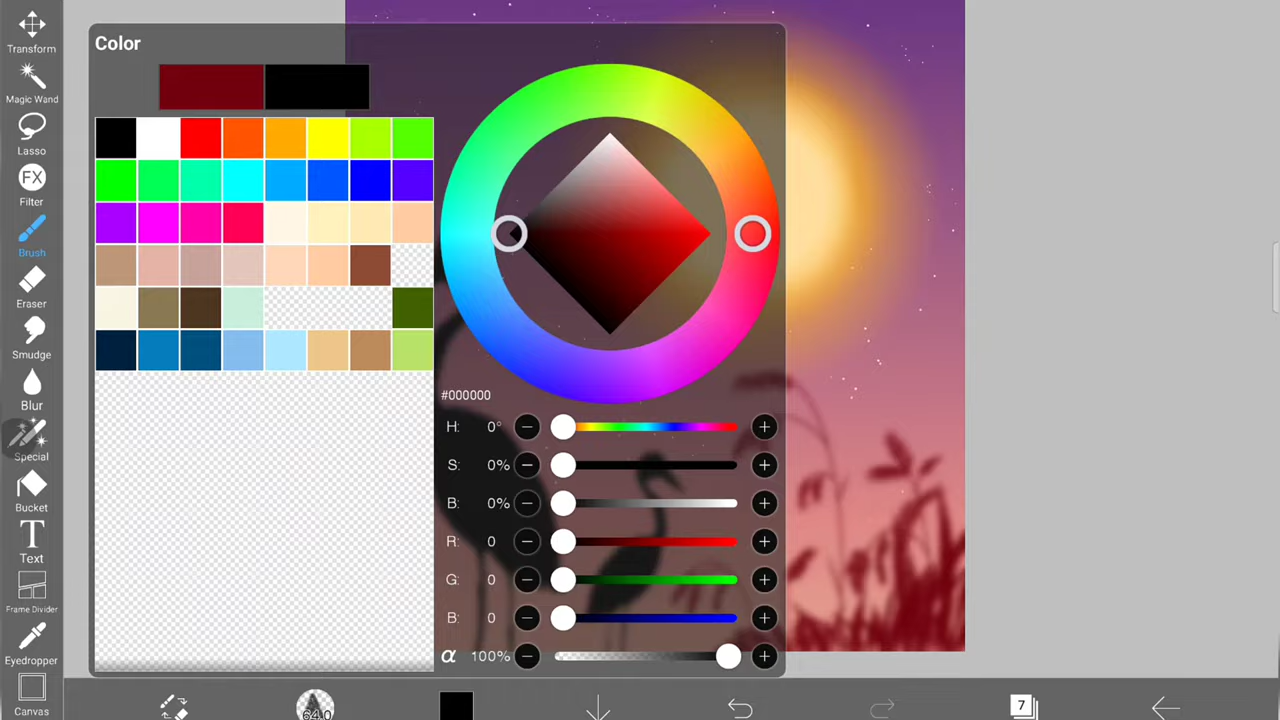 Transform
Magic Wand
Lasso
FX
Filter
Brush
Eraser
Smudge
Blur
Special
Bucket
T
Text
Frame Divider
Eyedropper
Canvas
Color
#000000
H: 0°
S: 0%
B: 0%
R: 0
G: 0
B: 0
α 100%
64.0
7